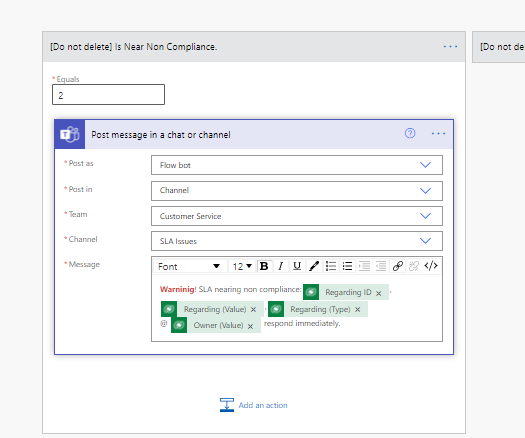 [Do not delete] Is Near Non Compliance. ...
[Do not de
* Equals
2
Post message in a chat or channel ...
* Post as Flow bot
* Post in Channel
* Team Customer Service
* Channel SLA Issues
* Message Font 12 B I U </>
Warninig! SLA nearing non compliance: Regarding ID × ,
Regarding (Value) × , Regarding (Type) ×
@ Owner (Value) × respond immediately.
Add an action